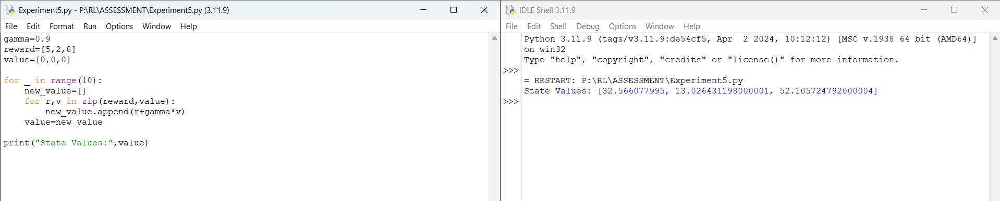 Experiment5.py - P:\RL\ASSESSMENT\Experiment5.py (3.11.9)
File Edit Format Run Options Window Help
gamma=0.9
reward=[5,2,8]
value=[0,0,0]
for _ in range(10):
    new_value=[]
    for r,v in zip(reward,value):
        new_value.append(r+gamma*v)
    value=new_value
print("State Values:",value)
IDLE Shell 3.11.9
File Edit Shell Debug Options Window Help
Python 3.11.9 (tags/v3.11.9:de54cf5, Apr  2 2024, 10:12:12) [MSC v.1938 64 bit (AMD64)]
on win32
Type "help", "copyright", "credits" or "license()" for more information.
>>>
= RESTART: P:\RL\ASSESSMENT\Experiment5.py
State Values: [32.566077995, 13.026431198000001, 52.105724792000004]
>>>